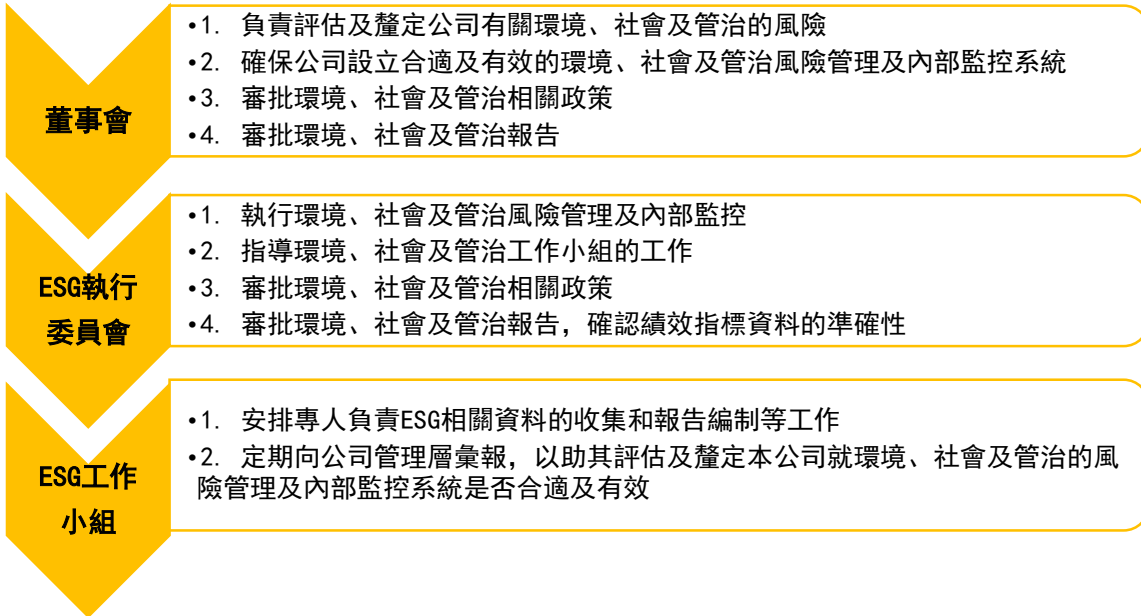 董事會
•1. 負責評估及釐定公司有關環境、社會及管治的風險
•2. 確保公司設立合適及有效的環境、社會及管治風險管理及內部監控系統
•3. 審批環境、社會及管治相關政策
•4. 審批環境、社會及管治報告
ESG執行
委員會
•1. 執行環境、社會及管治風險管理及內部監控
•2. 指導環境、社會及管治工作小組的工作
•3. 審批環境、社會及管治相關政策
•4. 審批環境、社會及管治報告，確認績效指標資料的準確性
ESG工作
小組
•1. 安排專人負責ESG相關資料的收集和報告編制等工作
•2. 定期向公司管理層彙報，以助其評估及釐定本公司就環境、社會及管治的風
險管理及內部監控系統是否合適及有效